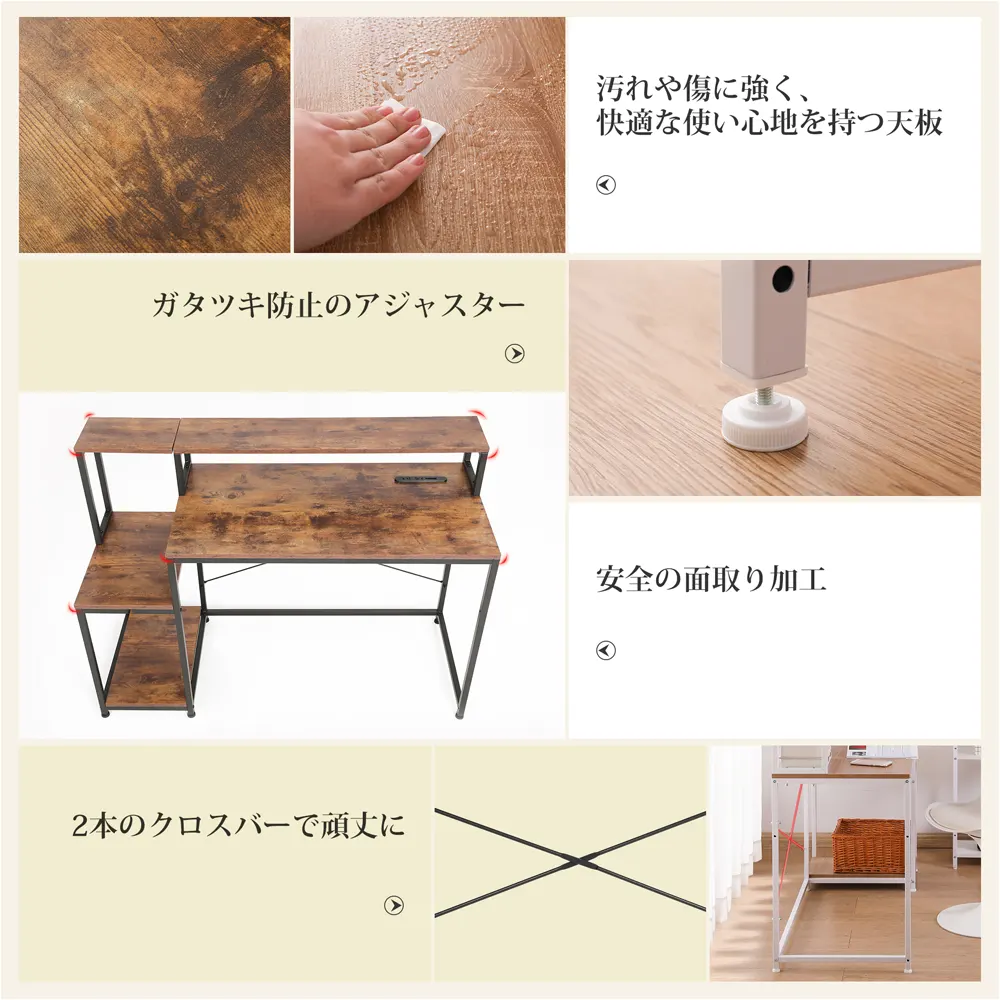 汚れや傷に強く、
快適な使い心地を持つ天板
ガタツキ防止のアジャスター
安全の面取り加工
2本のクロスバーで頑丈に